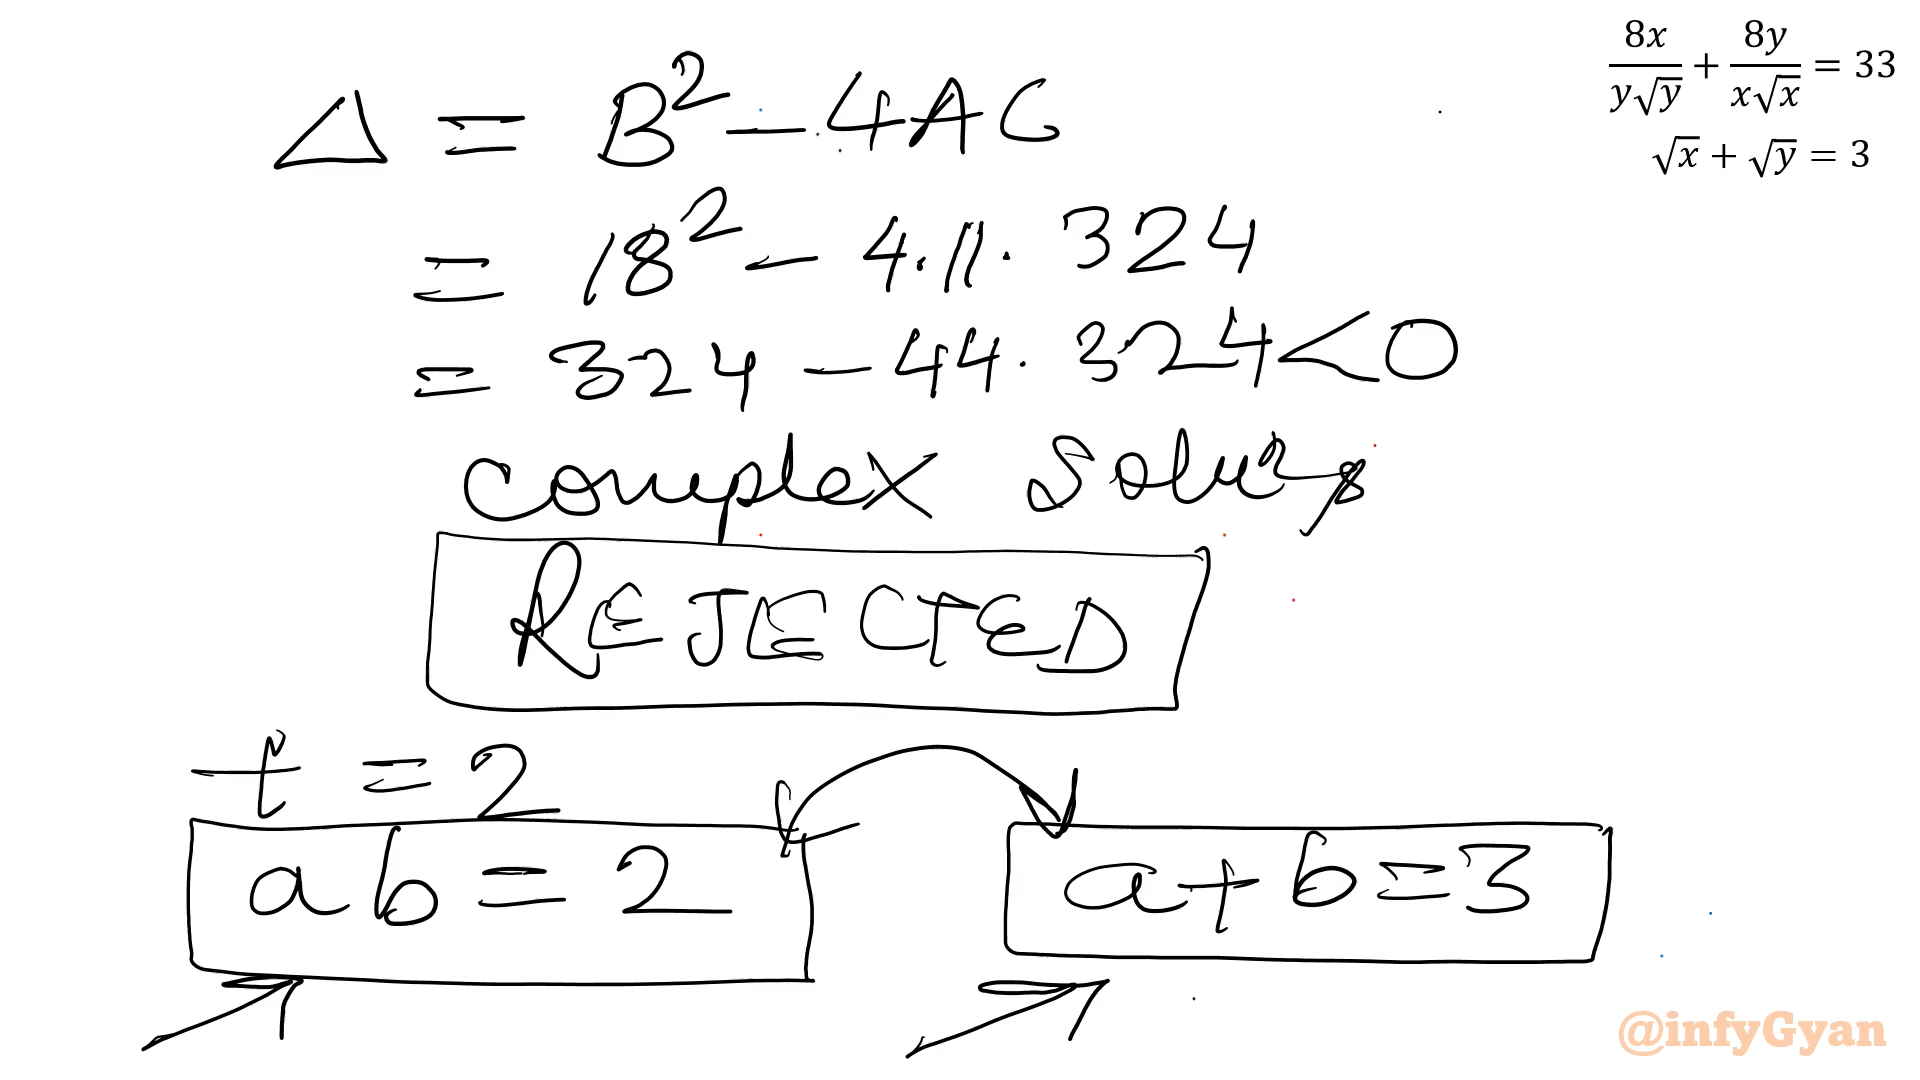 8x/(y√y) + 8y/(x√x) = 33
√x + √y = 3
Δ = B² - 4AC
= 18² - 4.11.324
= 324 - 44.324 < 0
complex
REJECTED
t = 2
ab = 2
a + b = 3
@infyGyan